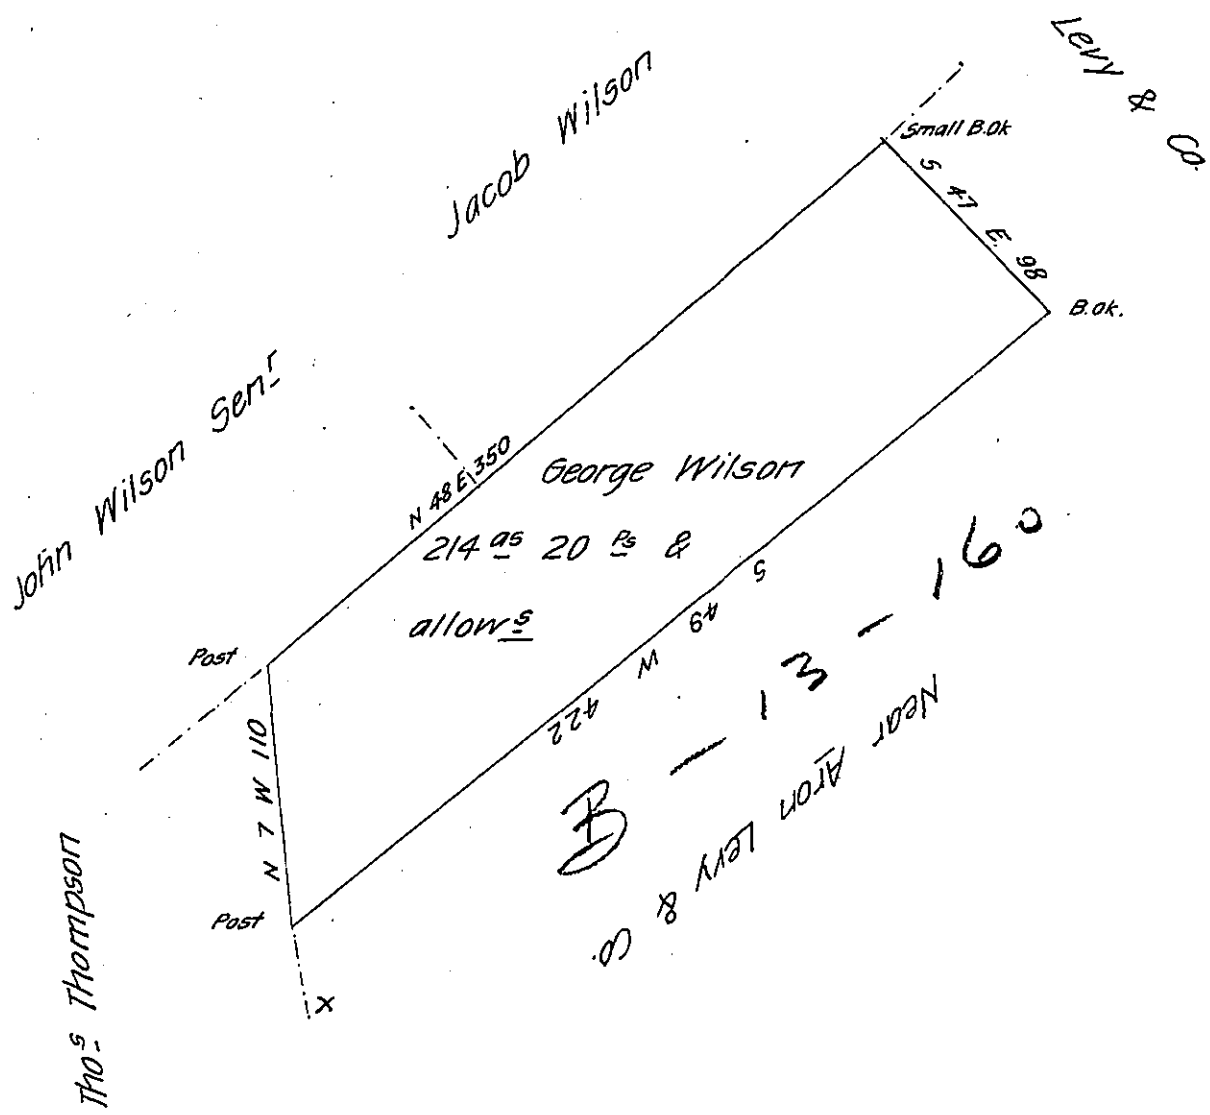 Levy & Co.
Jacob Wilson
Small B.Ok
S 47 E. 98
B.Ok.
John Wilson Senr
N 48 E 350
George Wilson
214 as 20 Ps &
allows
S 49 W 422
B - 13 - 160
Near Aron Levy & Co.
Post
N 7 W 110
Post
X
Thos Thompson